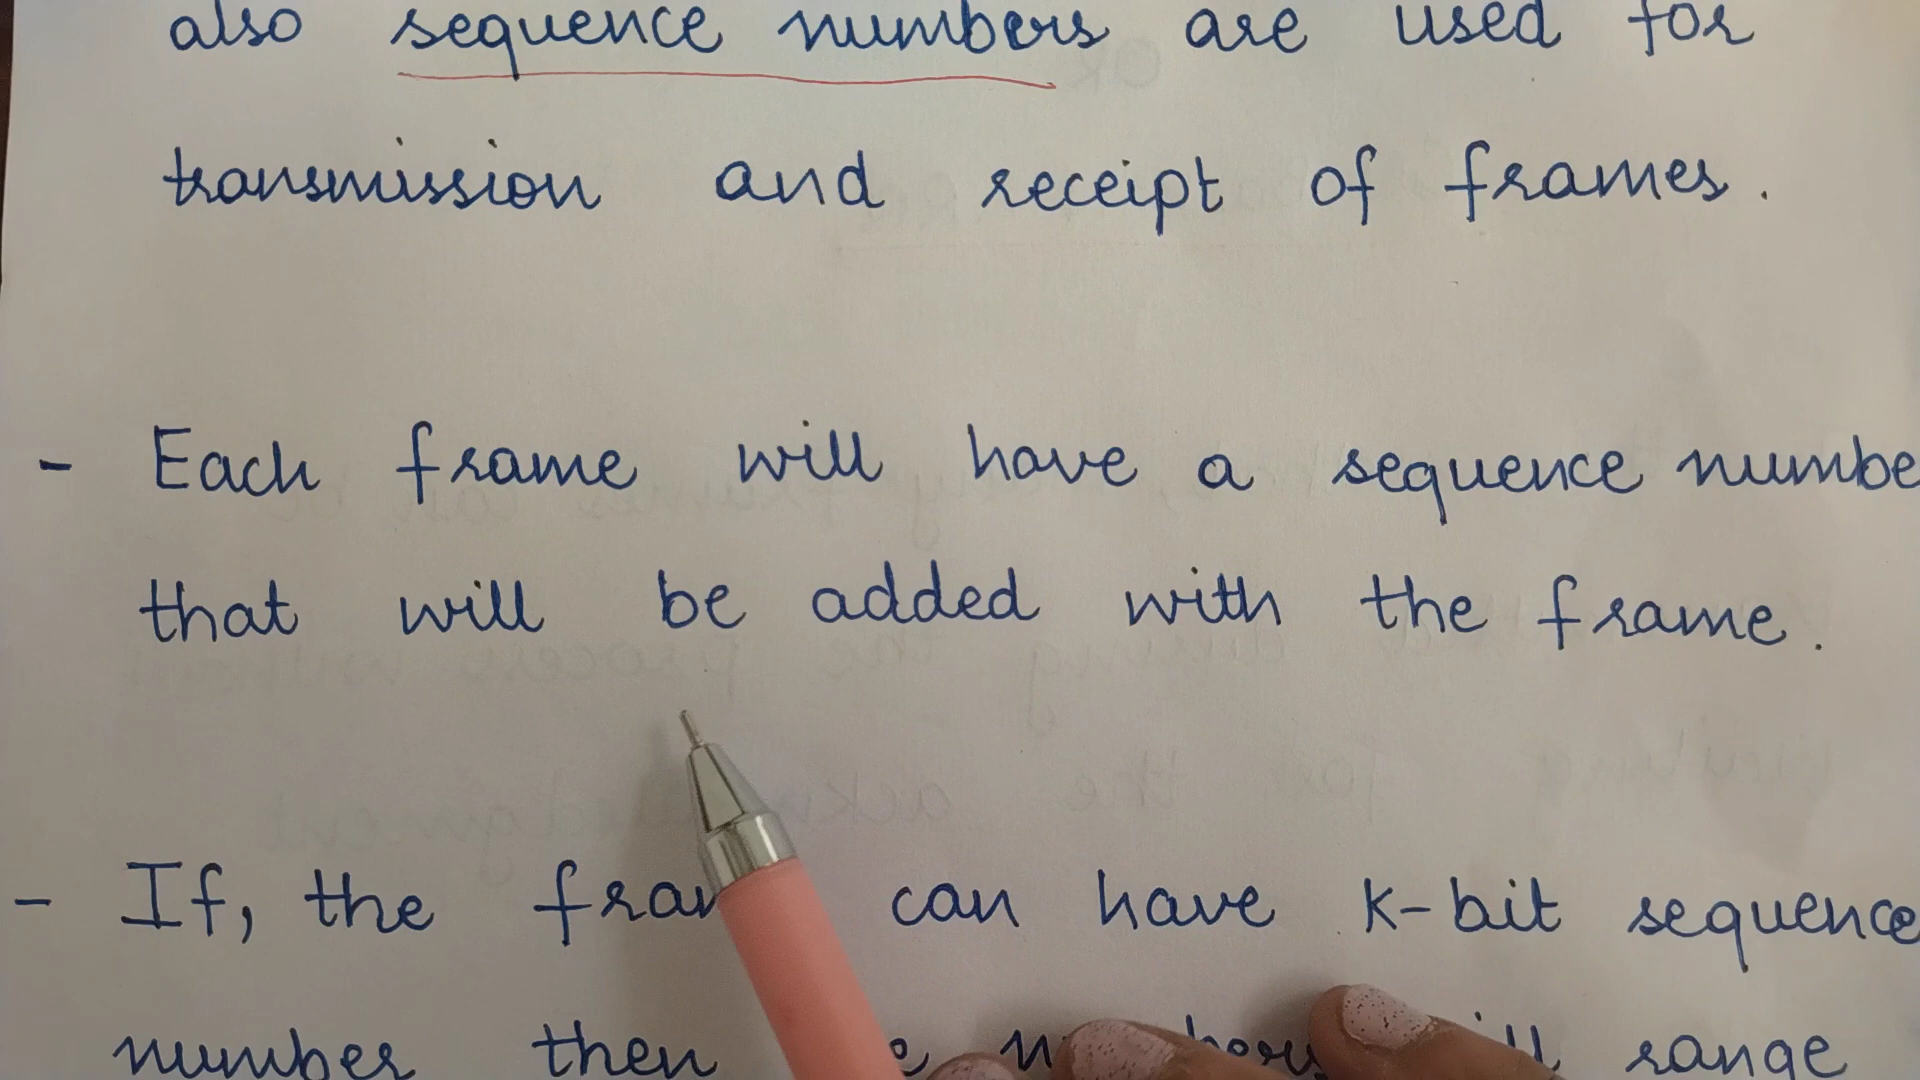 also sequence numbers are used for
transmission and receipt of frames.
- Each frame will have a sequence numbe
that will be added with the frame.
- If, the can have K-bit sequence
number then range